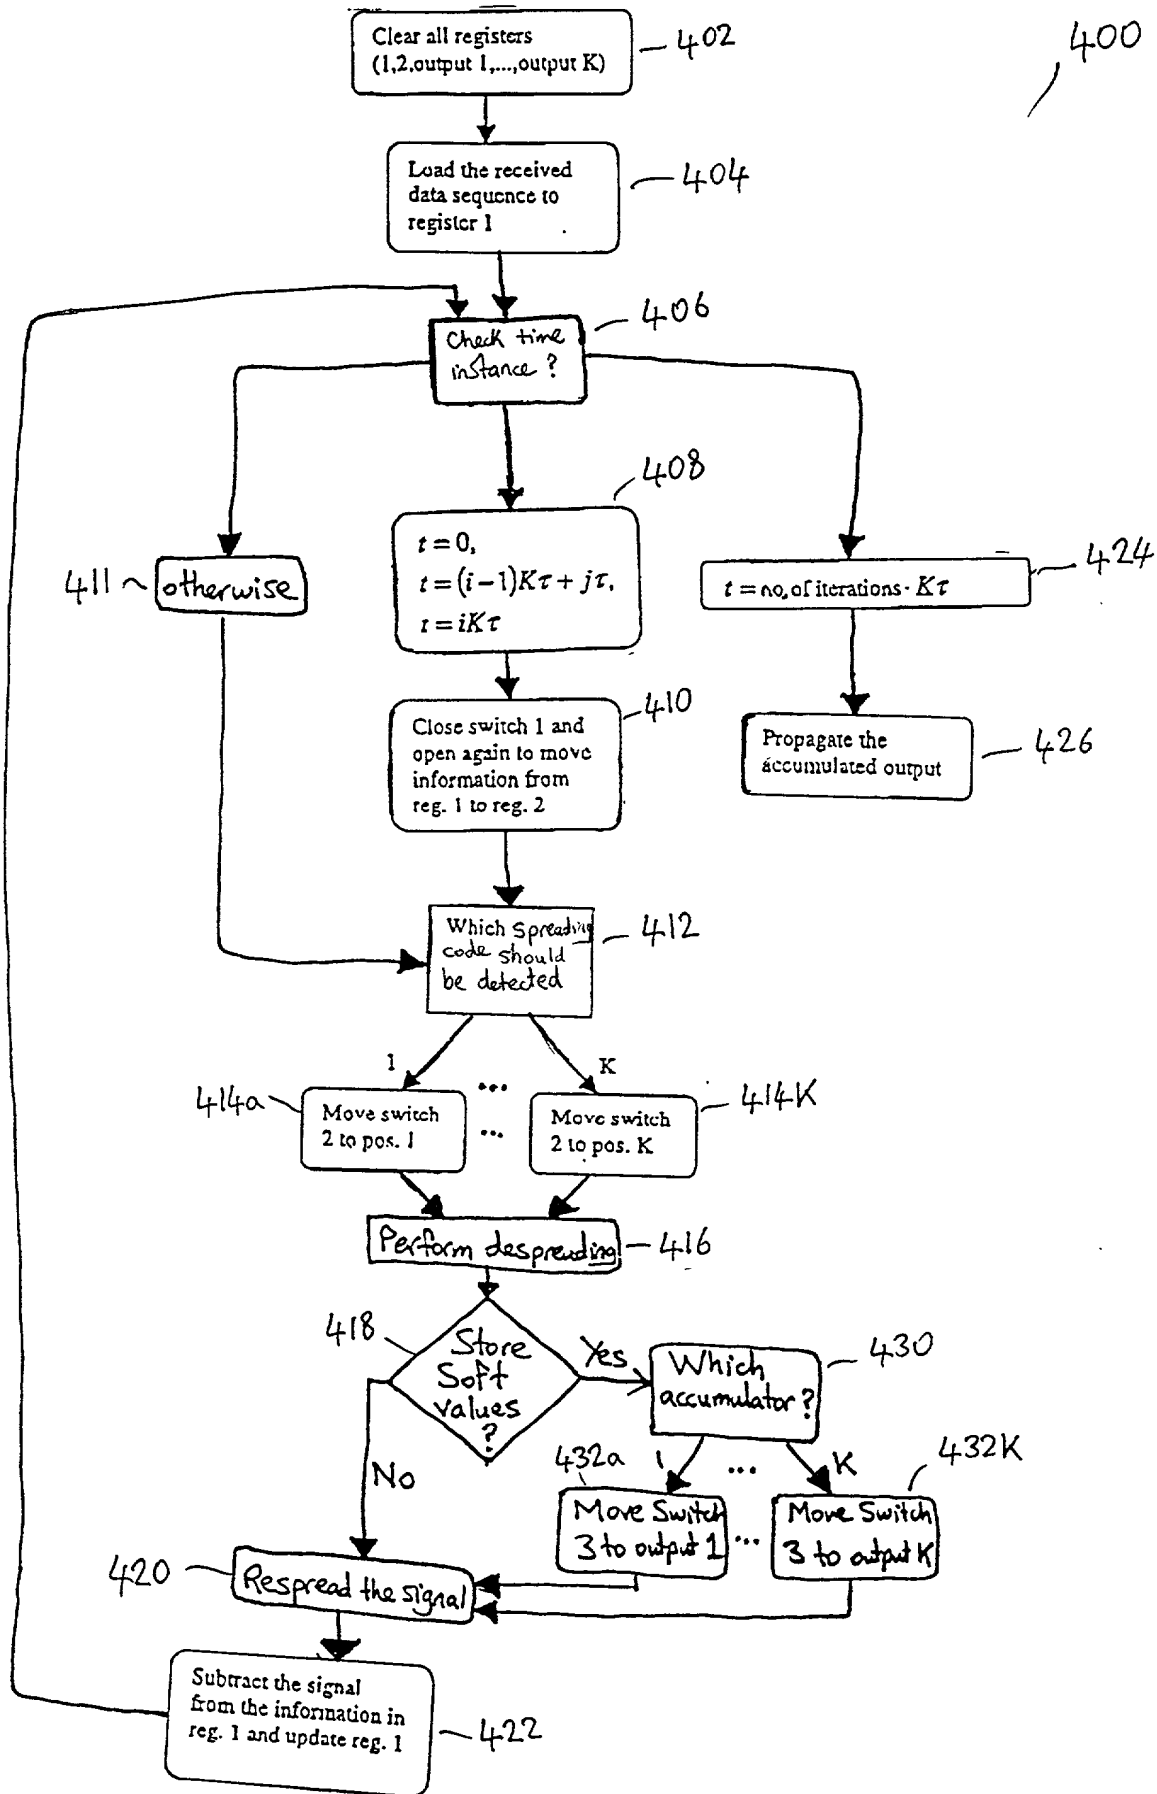 400
Clear all registers
(1,2,output 1,...,output K)
402
Load the received
data sequence to
register 1
404
Check time
instance ?
406
408
t = 0,
t = (i – 1)Kτ + jτ,
t = iKτ
411
otherwise
t = no. of iterations · Kτ
424
Close switch 1 and
open again to move
information from
reg. 1 to reg. 2
410
Propagate the
accumulated output
426
Which spreading
code should
be detected
412
1
...
K
414a
Move switch
2 to pos. 1
...
Move switch
2 to pos. K
414K
Perform despreading
416
418
Store
Soft
values
?
Yes
No
Which
accumulator ?
430
1
...
K
432a
Move Switch
3 to output 1
...
432K
Move Switch
3 to output K
420
Respread the signal
Subtract the signal
from the information in
reg. 1 and update reg. 1
422